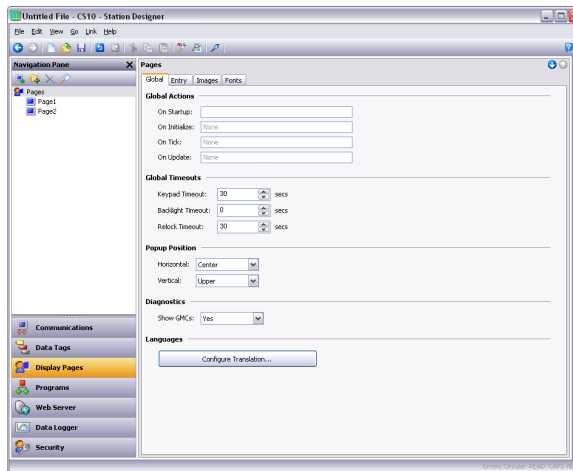 Untitled File - CS10 - Station Designer
File Edit View Go Link Help
Navigation Pane X
Pages
Page1
Page2
Communications
Data Tags
Display Pages
Programs
Web Server
Data Logger
Security
Pages
Global Entry Images Fonts
Global Actions
On Startup:
On Initialize: None
On Tick: None
On Update: None
Global Timeouts
Keypad Timeout: 30 secs
Backlight Timeout: 0 secs
Relock Timeout: 30 secs
Popup Position
Horizontal: Center
Vertical: Upper
Diagnostics
Show GMCs: Yes
Languages
Configure Translation...
Errors Circular READ CAPS